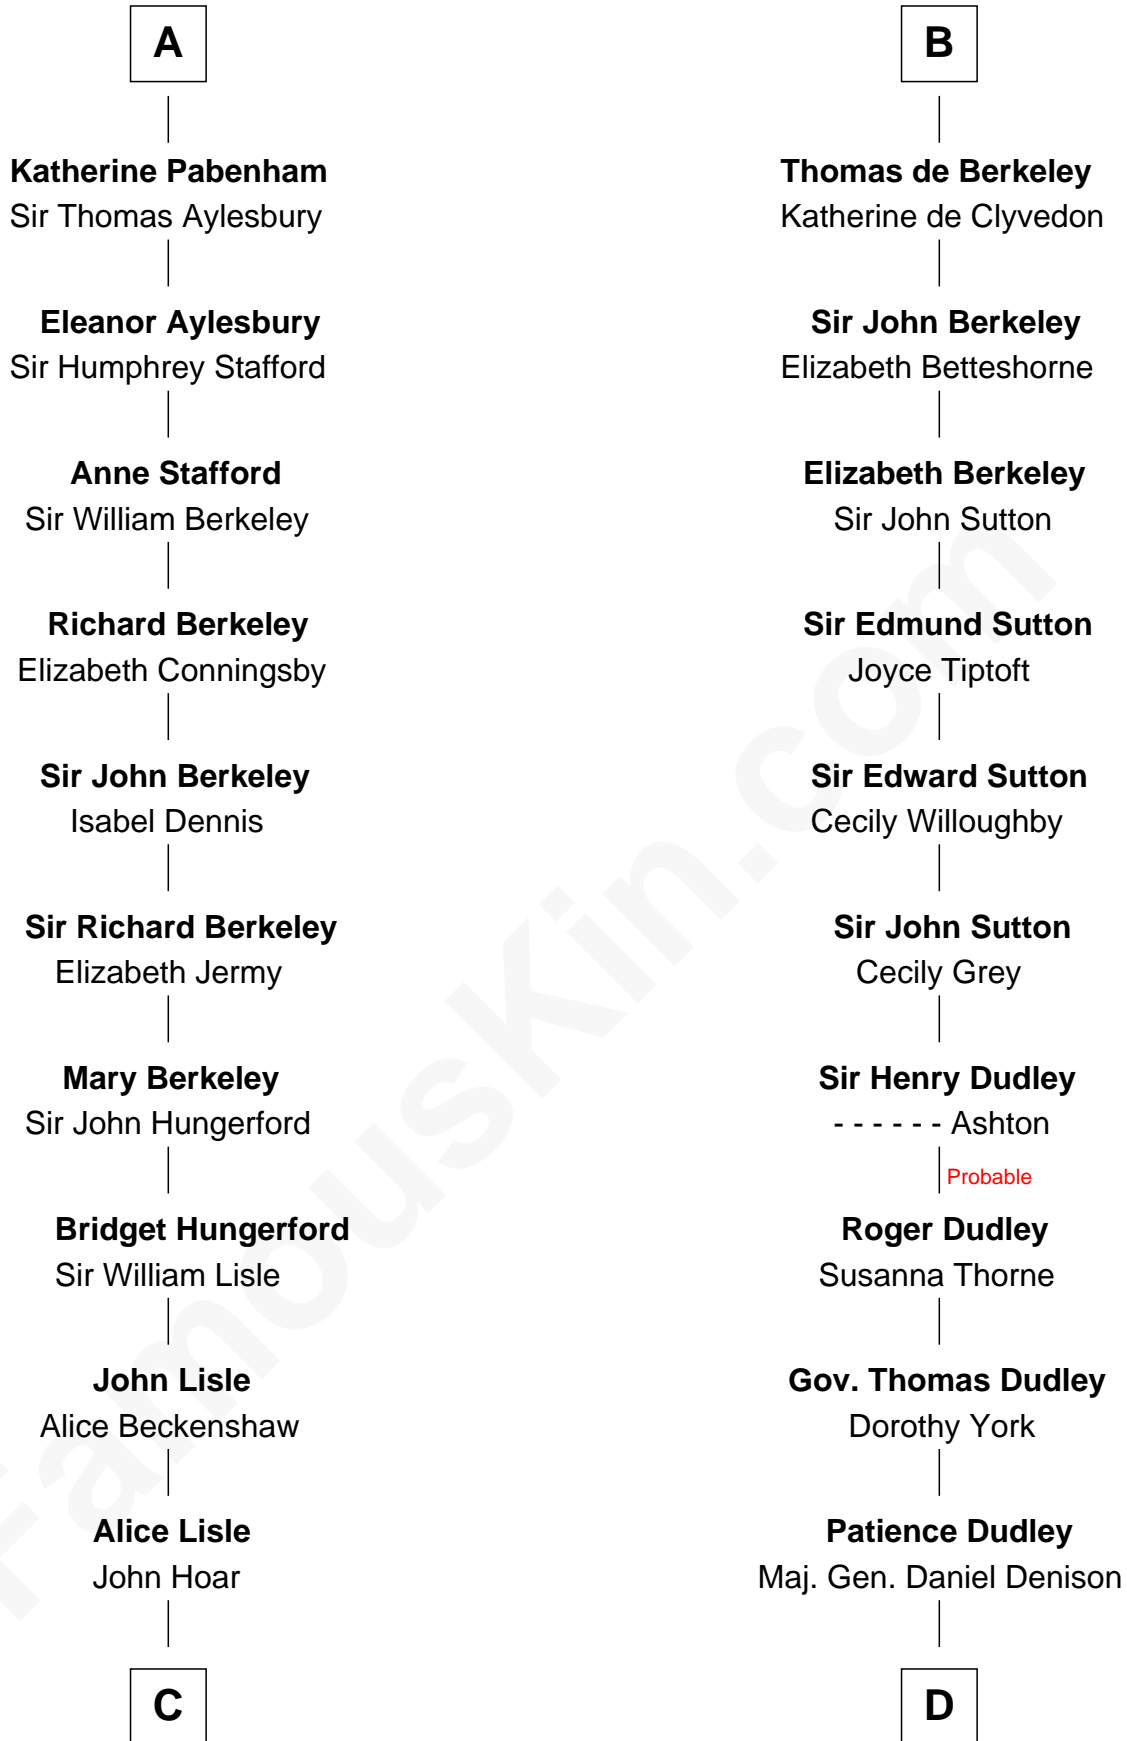 A
Katherine Pabenham
Sir Thomas Aylesbury
Eleanor Aylesbury
Sir Humphrey Stafford
Anne Stafford
Sir William Berkeley
Richard Berkeley
Elizabeth Conningsby
Sir John Berkeley
Isabel Dennis
Sir Richard Berkeley
Elizabeth Jermy
Mary Berkeley
Sir John Hungerford
Bridget Hungerford
Sir William Lisle
John Lisle
Alice Beckenshaw
Alice Lisle
John Hoar
C
B
Thomas de Berkeley
Katherine de Clyvedon
Sir John Berkeley
Elizabeth Betteshorne
Elizabeth Berkeley
Sir John Sutton
Sir Edmund Sutton
Joyce Tiptoft
Sir Edward Sutton
Cecily Willoughby
Sir John Sutton
Cecily Grey
Sir Henry Dudley
- - - - - - Ashton
Probable
Roger Dudley
Susanna Thorne
Gov. Thomas Dudley
Dorothy York
Patience Dudley
Maj. Gen. Daniel Denison
D
FamousKin.com